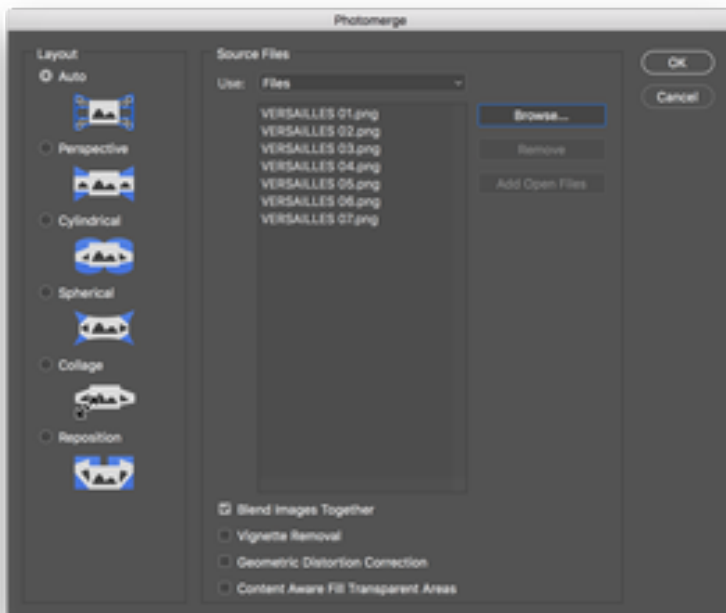 Photomerge
Layout
Auto
Perspective
Cylindrical
Spherical
Collage
Reposition
Source Files
Use: Files
VERSAILLES 01.png
VERSAILLES 02.png
VERSAILLES 03.png
VERSAILLES 04.png
VERSAILLES 05.png
VERSAILLES 06.png
VERSAILLES 07.png
Browse...
Remove
Add Open Files
Blend Images Together
Vignette Removal
Geometric Distortion Correction
Content Aware Fill Transparent Areas
OK
Cancel